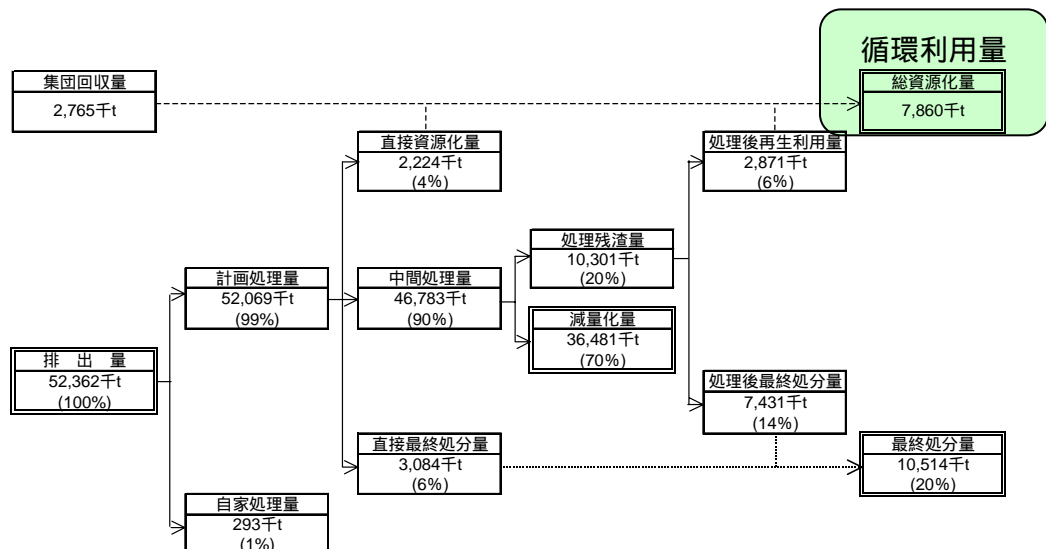 循環利用量
集団回収量
2,765千t
総資源化量
7,860千t
直接資源化量
2,224千t
(4%)
処理後再生利用量
2,871千t
(6%)
処理残渣量
10,301千t
(20%)
計画処理量
52,069千t
(99%)
中間処理量
46,783千t
(90%)
減量化量
36,481千t
(70%)
排　出　量
52,362千t
(100%)
処理後最終処分量
7,431千t
(14%)
直接最終処分量
3,084千t
(6%)
最終処分量
10,514千t
(20%)
自家処理量
293千t
(1%)